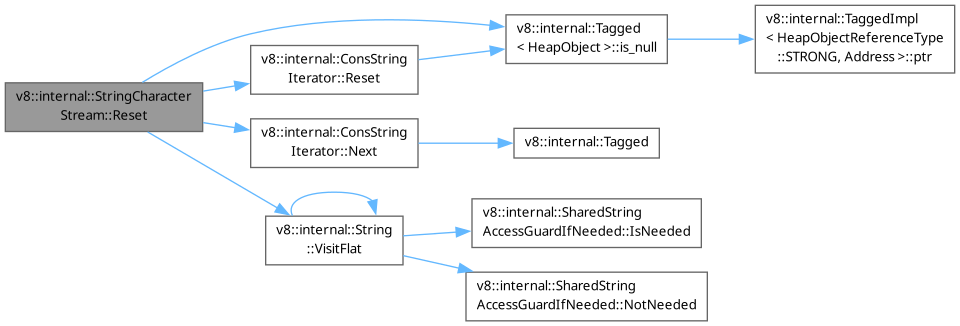 v8::internal::StringCharacter
Stream::Reset
v8::internal::ConsString
Iterator::Reset
v8::internal::ConsString
Iterator::Next
v8::internal::String
::VisitFlat
v8::internal::Tagged
< HeapObject >::is_null
v8::internal::Tagged
v8::internal::SharedString
AccessGuardIfNeeded::IsNeeded
v8::internal::SharedString
AccessGuardIfNeeded::NotNeeded
v8::internal::TaggedImpl
< HeapObjectReferenceType
::STRONG, Address >::ptr